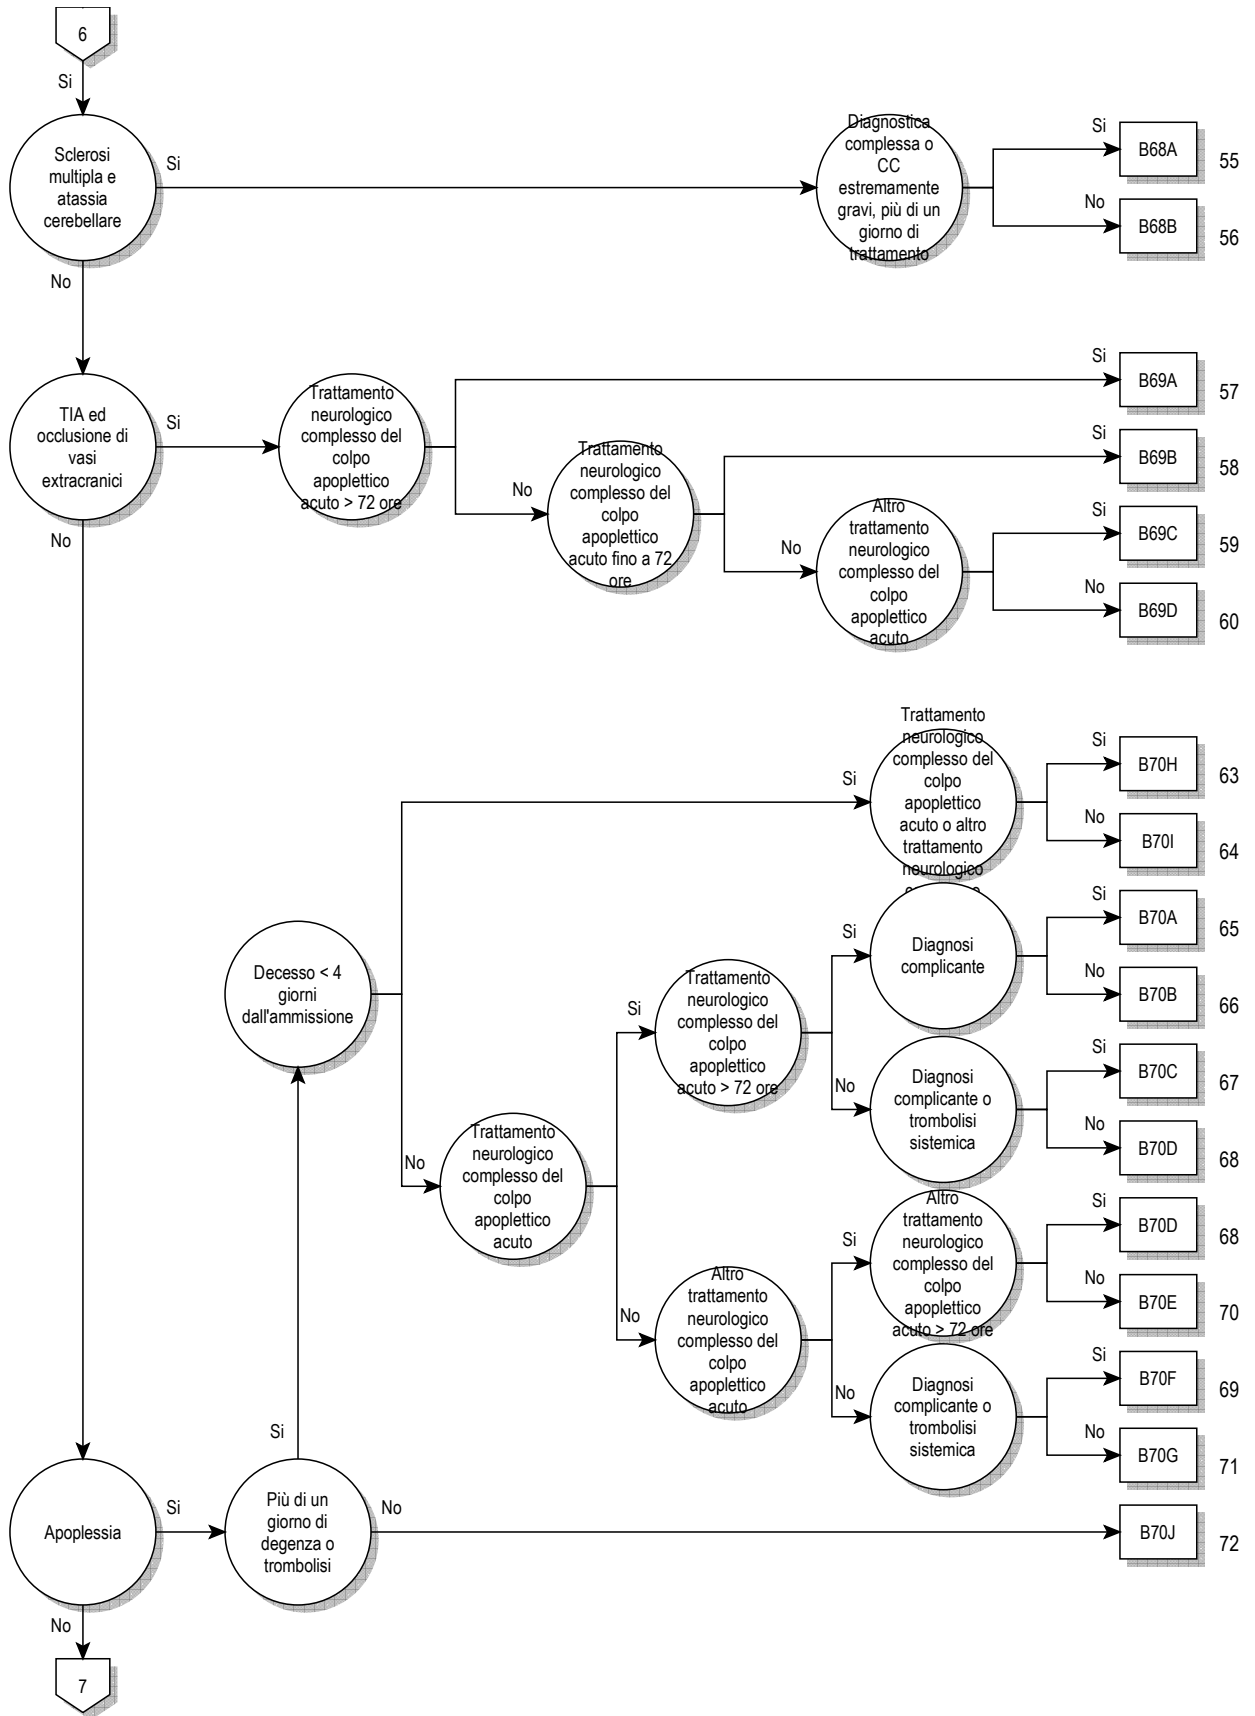 6
Si
Sclerosi
multipla e
atassia
cerebellare
Si
No
Diagnostica
complessa o
CC
estremamente
gravi, più di un
giorno di
trattamento
Si
B68A
55
No
B68B
56
TIA ed
occlusione di
vasi
extracranici
Si
No
Trattamento
neurologico
complesso del
colpo
apoplettico
acuto > 72 ore
Si
B69A
57
No
Trattamento
neurologico
complesso del
colpo
apoplettico
acuto fino a 72
ore
Si
B69B
58
No
Altro
trattamento
neurologico
complesso del
colpo
apoplettico
acuto
Si
B69C
59
No
B69D
60
Si
Trattamento
neurologico
complesso del
colpo
apoplettico
acuto o altro
trattamento
neurologico
Si
B70H
63
No
B70I
64
Decesso < 4
giorni
dall'ammissione
No
Trattamento
neurologico
complesso del
colpo
apoplettico
acuto
Si
Trattamento
neurologico
complesso del
colpo
apoplettico
acuto > 72 ore
Si
Diagnosi
complicante
Si
B70A
65
No
B70B
66
No
Diagnosi
complicante o
trombolisi
sistemica
Si
B70C
67
No
B70D
68
No
Altro
trattamento
neurologico
complesso del
colpo
apoplettico
acuto
Si
Altro
trattamento
neurologico
complesso del
colpo
apoplettico
acuto > 72 ore
Si
B70D
68
No
B70E
70
No
Diagnosi
complicante o
trombolisi
sistemica
Si
B70F
69
No
B70G
71
Si
Apoplessia
Si
Più di un
giorno di
degenza o
trombolisi
No
B70J
72
No
7